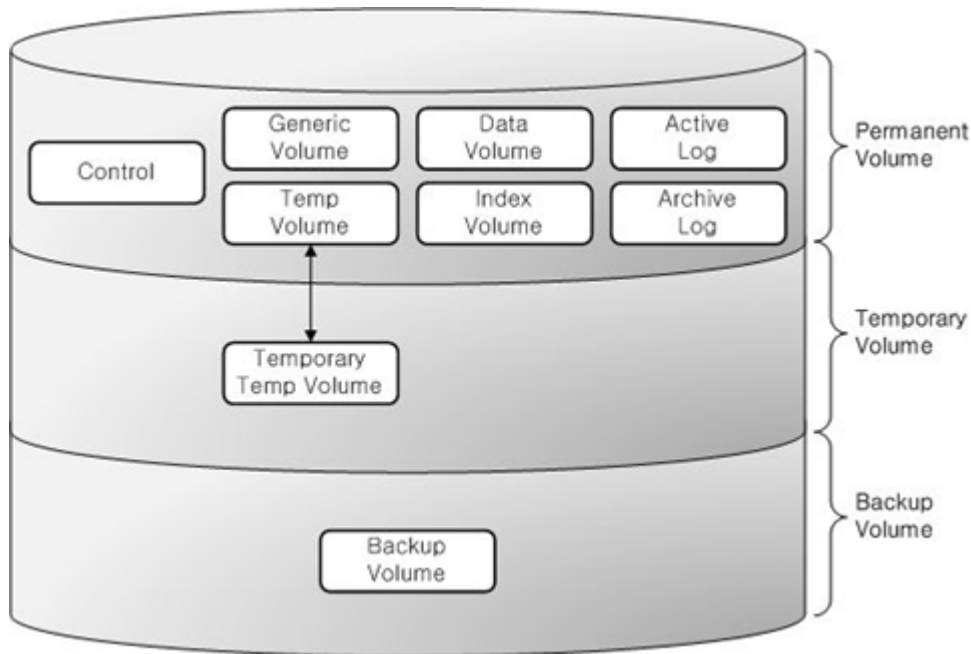 Control
Generic
Volume
Data
Volume
Active
Log
Temp
Volume
Index
Volume
Archive
Log
Permanent
Volume
Temporary
Temp Volume
Temporary
Volume
Backup
Volume
Backup
Volume